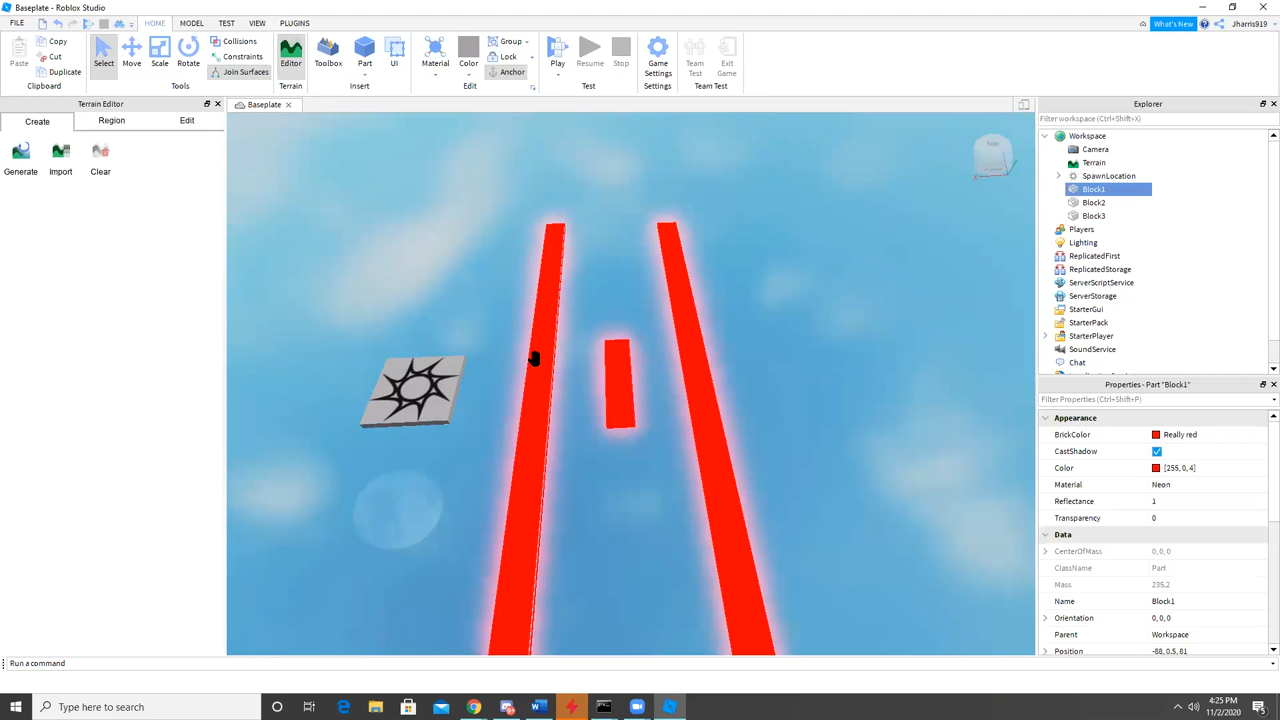 Baseplate - Roblox Studio
FILE HOME MODEL TEST VIEW PLUGINS What's New Jharris919
Paste Copy Cut Duplicate
Select Move Scale Rotate Collisions Constraints Join Surfaces
Editor Toolbox Part UI
Material Color Group Lock Anchor
Play Resume Stop Game Settings Team Test Exit Game
Clipboard Tools Terrain Insert Edit Test Settings Team Test
Terrain Editor
Create Region Edit
Generate Import Clear
Baseplate
Explorer
Filter workspace (Ctrl+Shift+X)
Workspace
Camera
Terrain
SpawnLocation
Block1
Block2
Block3
Players
Lighting
ReplicatedFirst
ReplicatedStorage
ServerScriptService
ServerStorage
StarterGui
StarterPack
StarterPlayer
SoundService
Chat
Properties - Part "Block1"
Filter Properties (Ctrl+Shift+P)
Appearance
BrickColor Really red
CastShadow
Color [255, 0, 4]
Material Neon
Reflectance 1
Transparency 0
Data
CenterOfMass 0,0,0
ClassName Part
Mass 235.2
Name Block1
Orientation 0,0,0
Parent Workspace
Position -88, 0.5, 81
Run a command
Type here to search
4:25 PM
11/2/2020